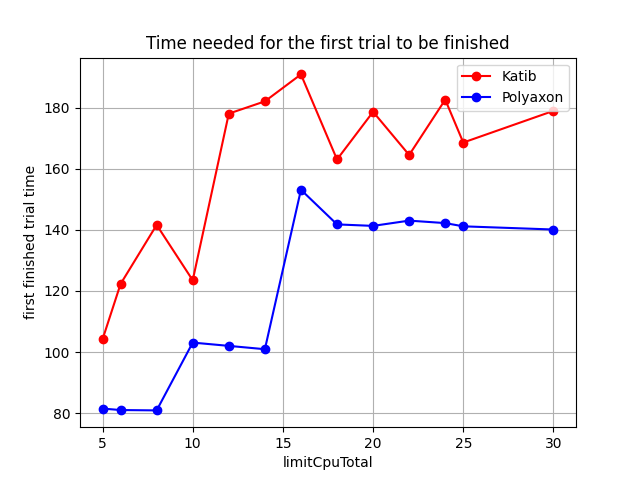 Time needed for the first trial to be finished
Katib
Polyaxon
first finished trial time
180
160
140
120
100
80
5
10
15
20
25
30
limitCpuTotal